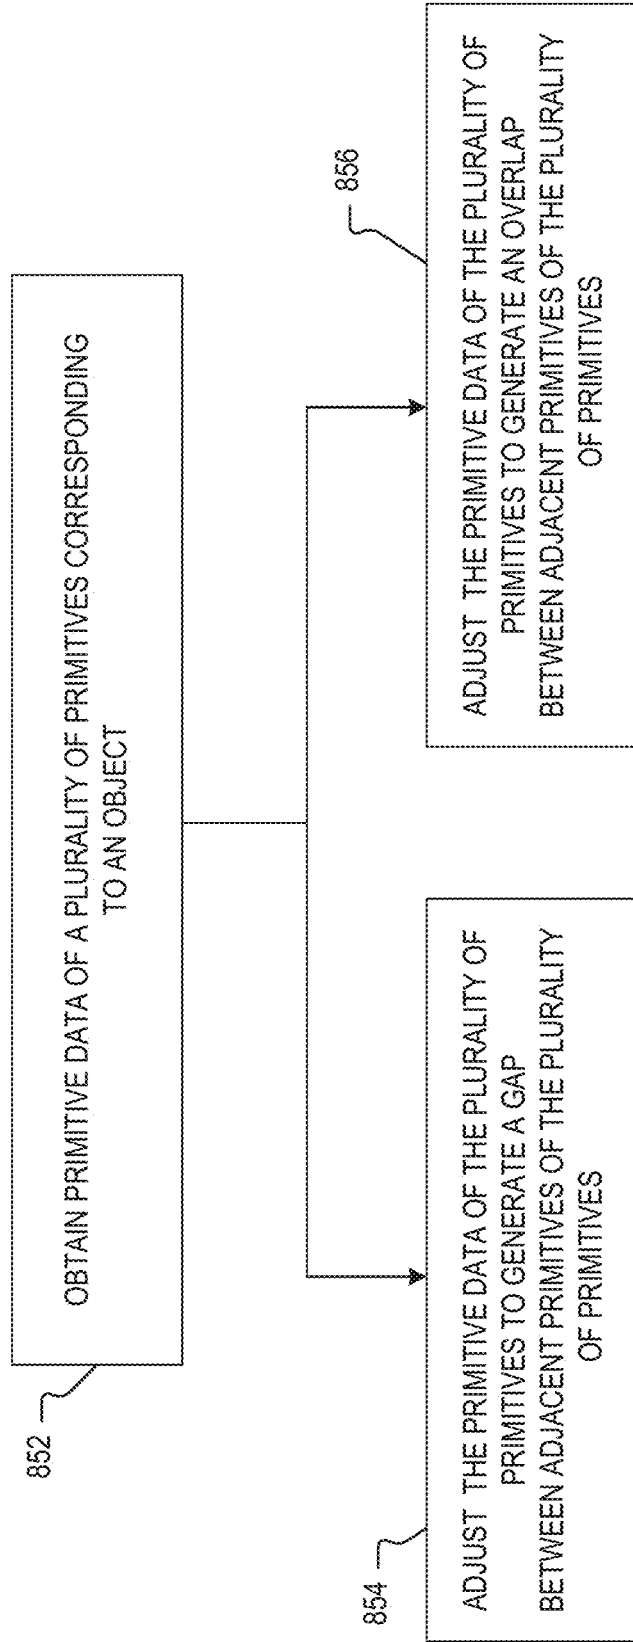 852
OBTAIN PRIMITIVE DATA OF A PLURALITY OF PRIMITIVES CORRESPONDING
TO AN OBJECT
854
ADJUST THE PRIMITIVE DATA OF THE PLURALITY OF
PRIMITIVES TO GENERATE A GAP
BETWEEN ADJACENT PRIMITIVES OF THE PLURALITY
OF PRIMITIVES
856
ADJUST THE PRIMITIVE DATA OF THE PLURALITY OF
PRIMITIVES TO GENERATE AN OVERLAP
BETWEEN ADJACENT PRIMITIVES OF THE PLURALITY
OF PRIMITIVES